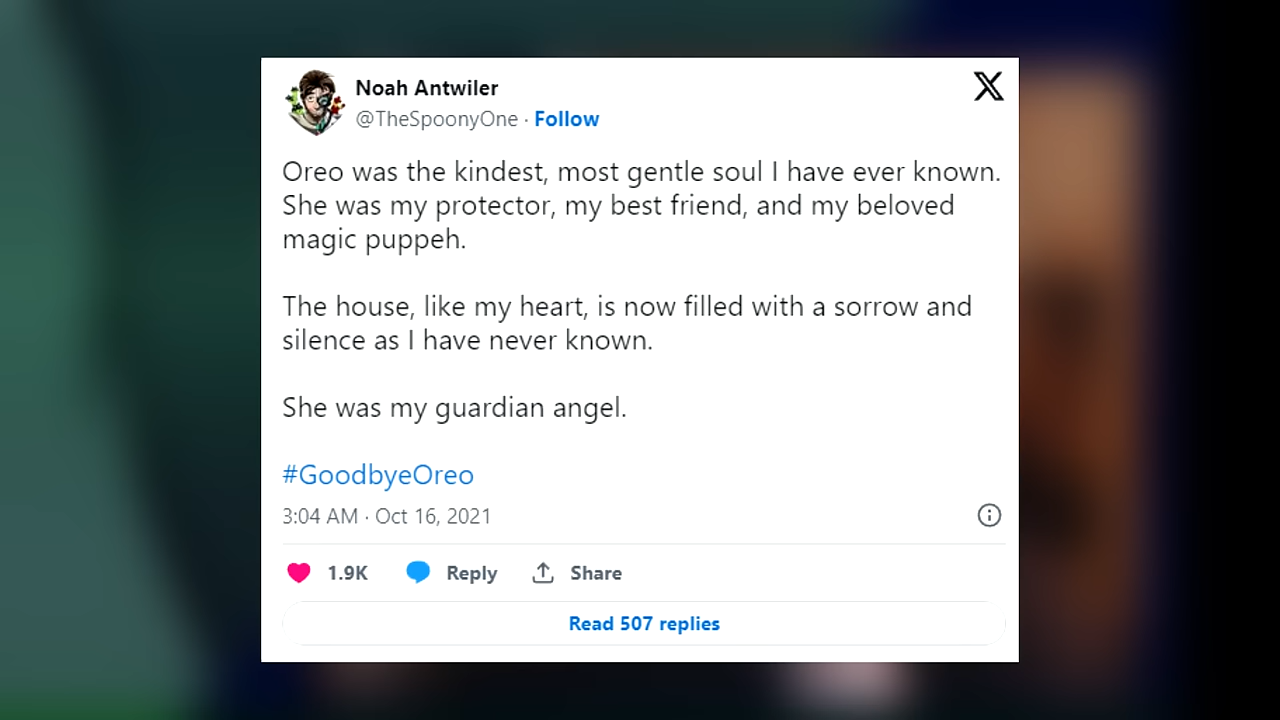 Noah Antwiler
@TheSpoonyOne · Follow
Oreo was the kindest, most gentle soul I have ever known.
She was my protector, my best friend, and my beloved
magic puppeh.
The house, like my heart, is now filled with a sorrow and
silence as I have never known.
She was my guardian angel.
#GoodbyeOreo
3:04 AM · Oct 16, 2021
1.9K Reply Share
Read 507 replies